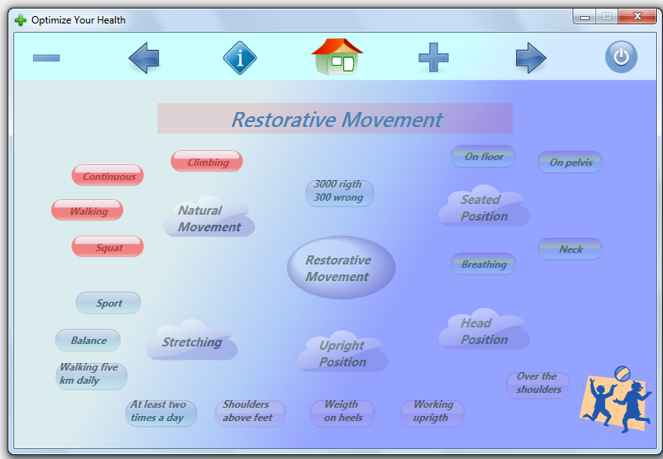 Optimize Your Health
Restorative Movement
Climbing
Continuous
Walking
Squat
Natural
Movement
3000 rigth
300 wrong
On floor
On pelvis
Seated
Position
Restorative
Movement
Breathing
Neck
Sport
Balance
Stretching
Walking five
km daily
Upright
Position
Head
Position
Over the
shoulders
At least two
times a day
Shoulders
above feet
Weigth
on heels
Working
uprigth